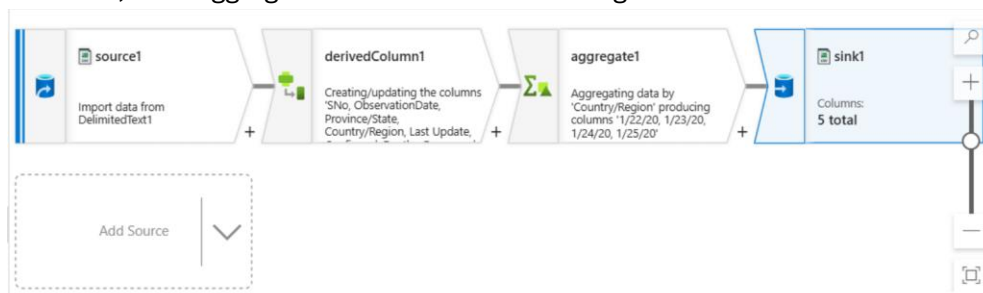 source1
Import data from
DelimitedText1
+
derivedColumn1
Creating/updating the columns
'SNo, ObservationDate,
Province/State,
Country/Region, Last Update,
+
aggregate1
Aggregating data by
'Country/Region' producing
columns '1/22/20, 1/23/20,
1/24/20, 1/25/20'
+
sink1
Columns:
5 total
Add Source